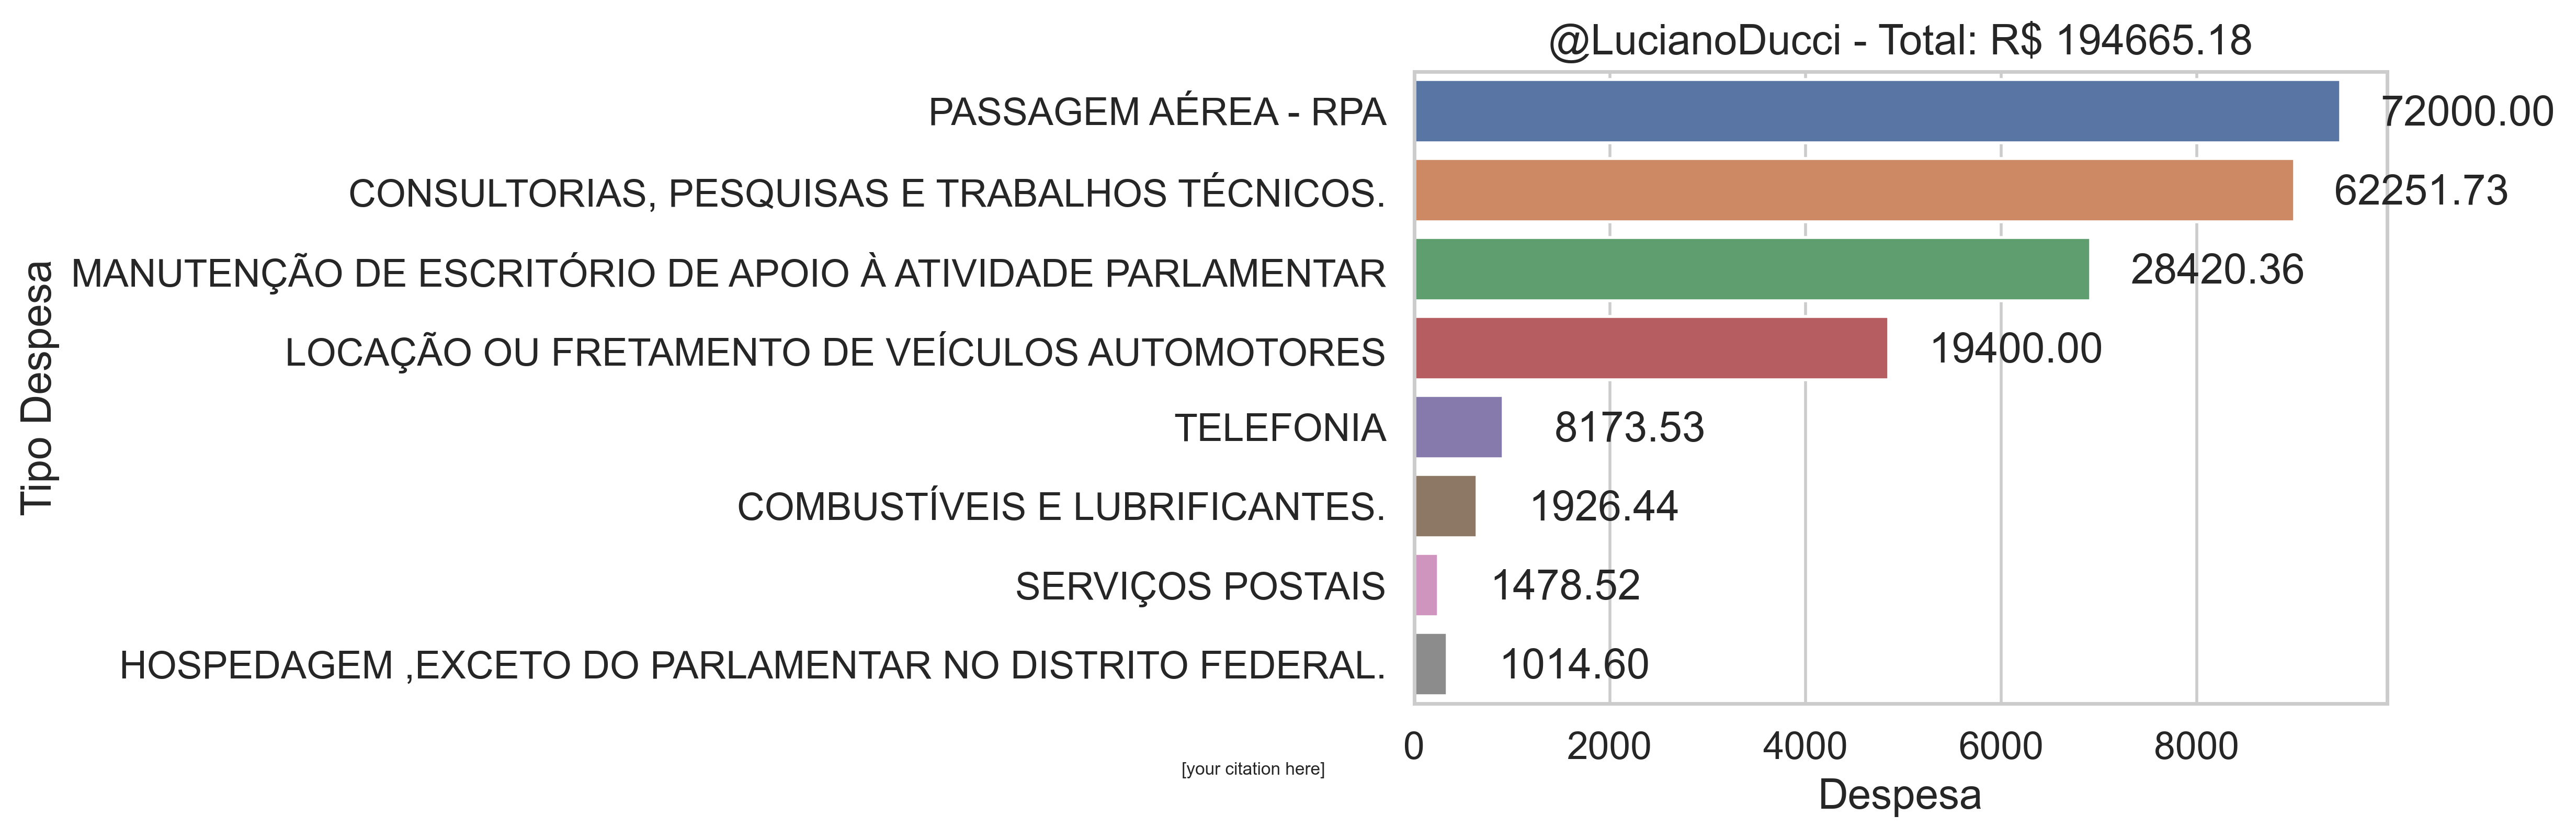 @LucianoDucci - Total: R$ 194665.18
Tipo Despesa
PASSAGEM AÉREA - RPA 72000.00
CONSULTORIAS, PESQUISAS E TRABALHOS TÉCNICOS. 62251.73
MANUTENÇÃO DE ESCRITÓRIO DE APOIO À ATIVIDADE PARLAMENTAR 28420.36
LOCAÇÃO OU FRETAMENTO DE VEÍCULOS AUTOMOTORES 19400.00
TELEFONIA 8173.53
COMBUSTÍVEIS E LUBRIFICANTES. 1926.44
SERVIÇOS POSTAIS 1478.52
HOSPEDAGEM ,EXCETO DO PARLAMENTAR NO DISTRITO FEDERAL. 1014.60
0 2000 4000 6000 8000
[your citation here]
Despesa